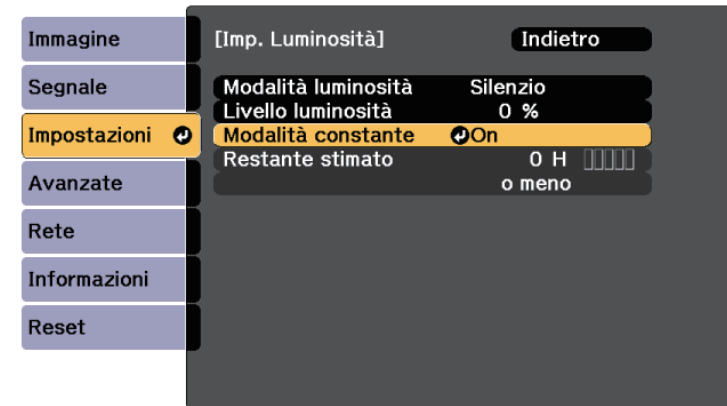 Immagine
Segnale
Impostazioni
Avanzate
Rete
Informazioni
Reset
[Imp. Luminosità] Indietro
Modalità luminosità Silenzio
Livello luminosità 0 %
Modalità constante On
Restante stimato 0 H
o meno